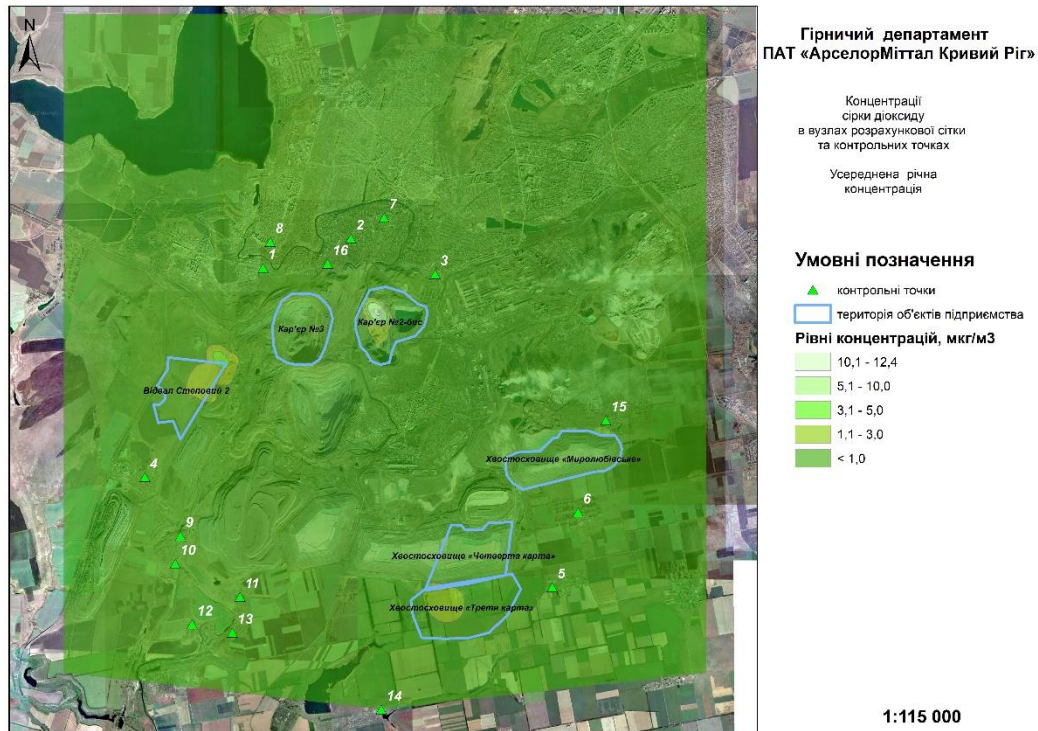 Гірничий департамент
ПАТ «АрселорМіттал Кривий Ріг»
Концентрації
сірки діоксиду
в вузлах розрахункової сітки
та контрольних точках
Усереднена річна
концентрація
Умовні позначення
контрольні точки
територія об'єктів підприємства
Рівні концентрацій, мкг/м3
10,1 - 12,4
5,1 - 10,0
3,1 - 5,0
1,1 - 3,0
< 1,0
1:115 000
N
7
2
8
16
1
3
Кар'єр №3
Кар'єр №2-біс
Відвал Степовий 2
15
Хвостосховище «Миролюбівське»
4
6
9
Хвостосховище «Четверта карта»
10
5
11
Хвостосховище «Третя карта»
12
13
14